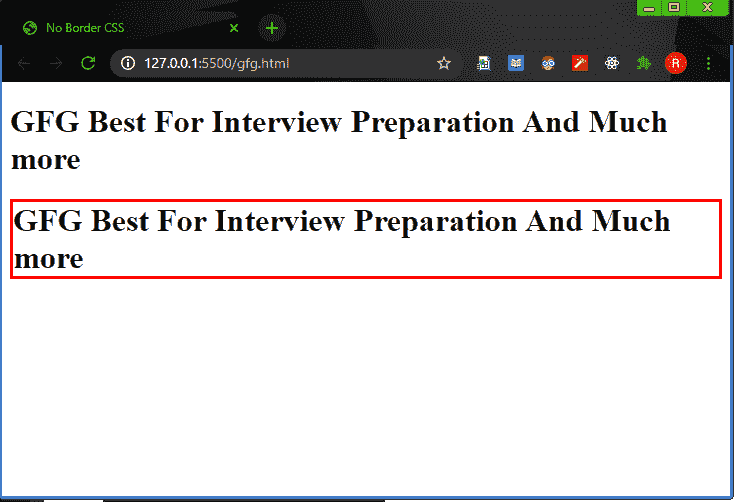 No Border CSS
127.0.0.1:5500/gfg.html
R
GFG Best For Interview Preparation And Much
more
GFG Best For Interview Preparation And Much
more